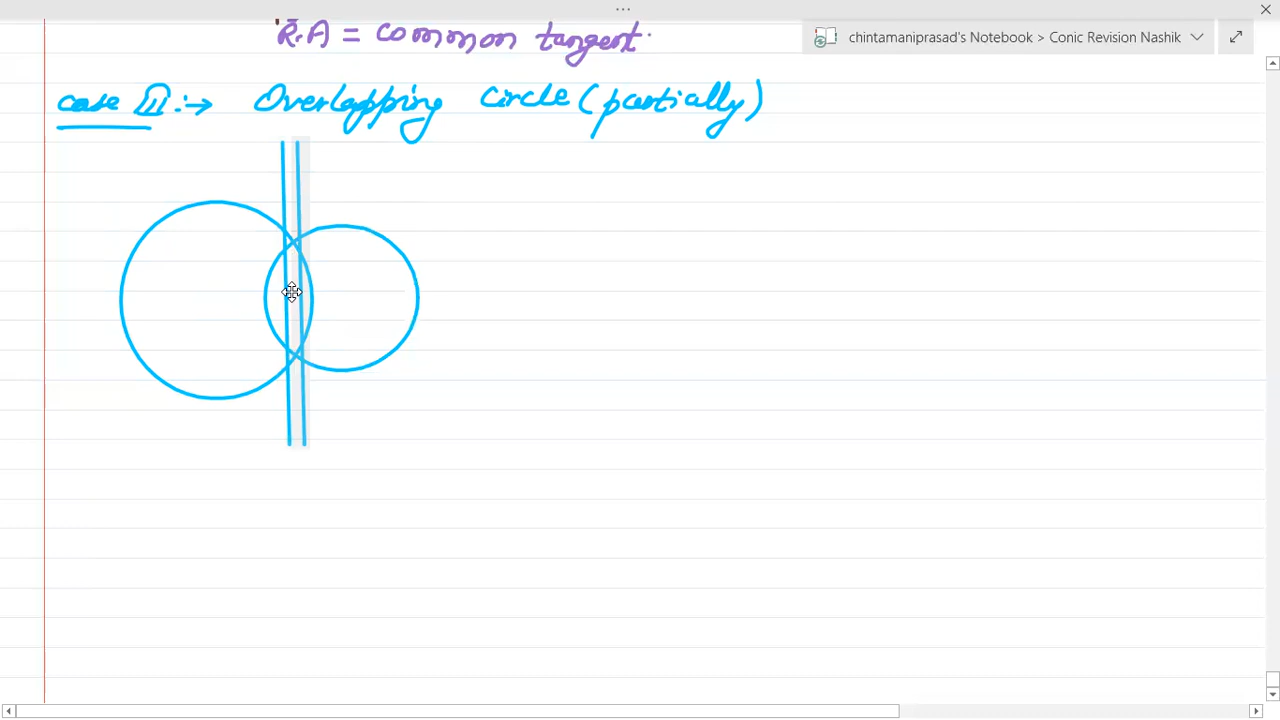 R.A = common tangent.
chintamaniprasad's Notebook > Conic Revision Nashik
case III :→ Overlapping circle (partially)